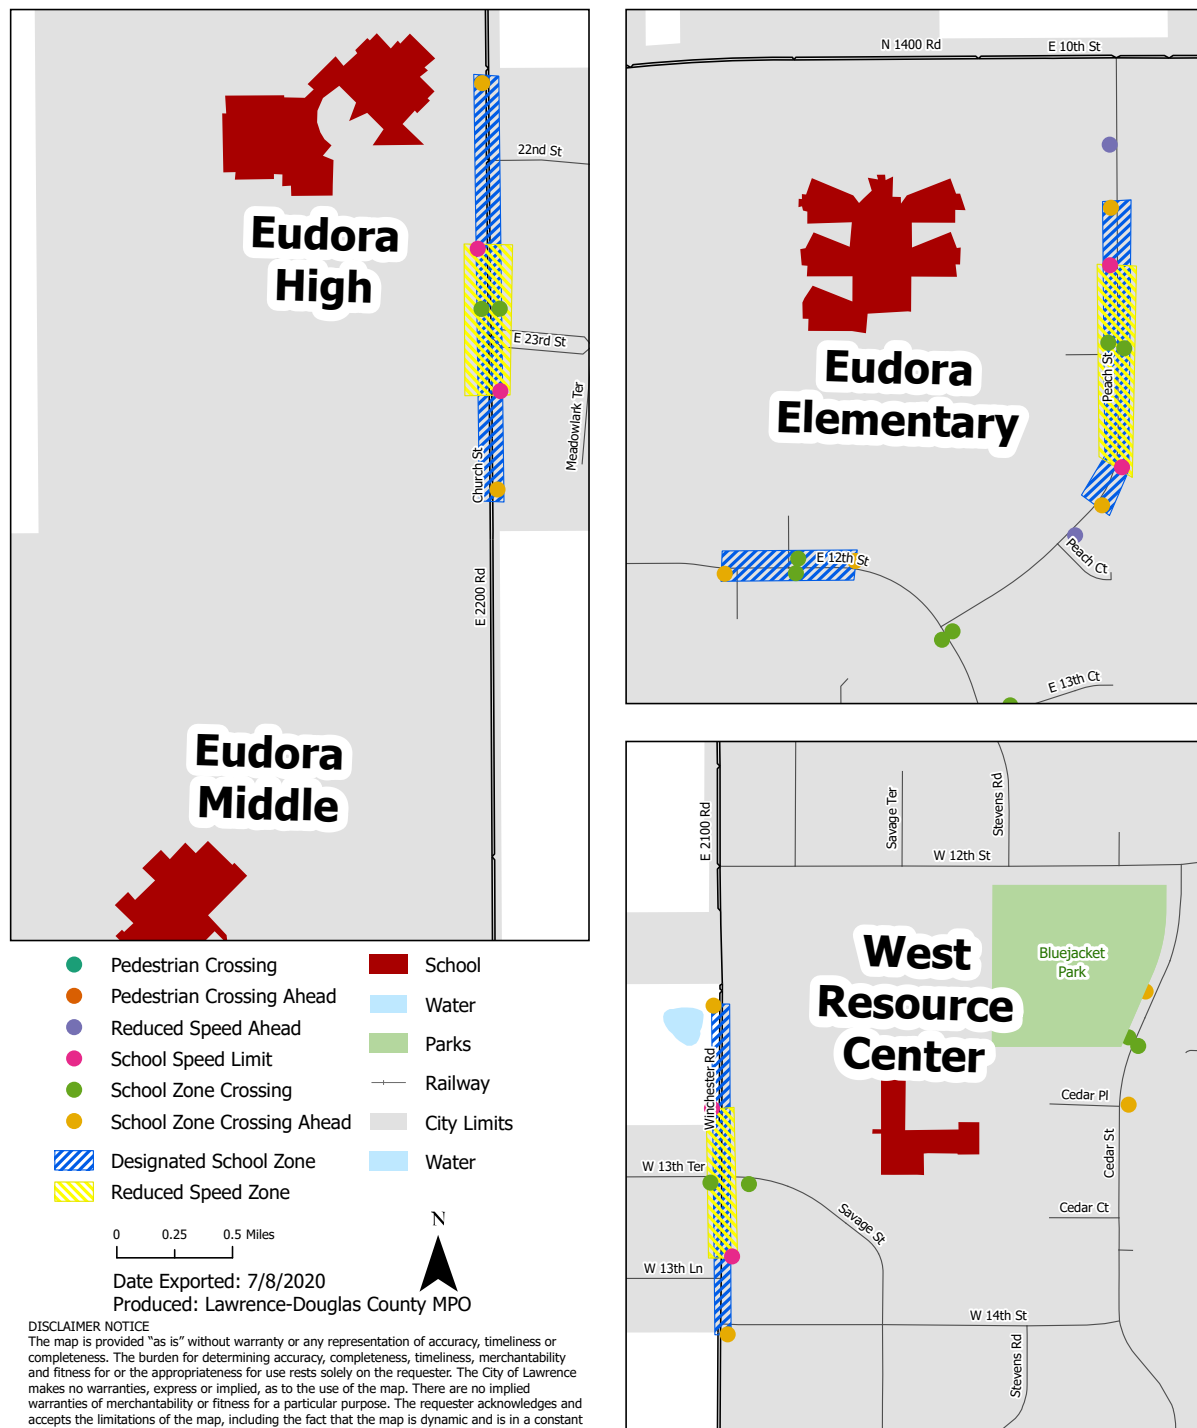 22nd St
Eudora
High
E 23rd St
Meadowlark Ter
Church St
E 2200 Rd
Eudora
Middle
N 1400 Rd
E 10th St
Eudora
Elementary
Peach St
E 12th St
Peach Ct
E 13th Ct
E 2100 Rd
Savage Ter
Stevens Rd
W 12th St
West
Resource
Center
Bluejacket
Park
Winchester Rd
Cedar Pl
Cedar St
W 13th Ter
Savage St
Cedar Ct
W 13th Ln
W 14th St
Stevens Rd
Pedestrian Crossing
Pedestrian Crossing Ahead
Reduced Speed Ahead
School Speed Limit
School Zone Crossing
School Zone Crossing Ahead
Designated School Zone
Reduced Speed Zone
School
Water
Parks
Railway
City Limits
Water
0 0.25 0.5 Miles
N
Date Exported: 7/8/2020
Produced: Lawrence-Douglas County MPO
DISCLAIMER NOTICE
The map is provided "as is" without warranty or any representation of accuracy, timeliness or
completeness. The burden for determining accuracy, completeness, timeliness, merchantability
and fitness for or the appropriateness for use rests solely on the requester. The City of Lawrence
makes no warranties, express or implied, as to the use of the map. There are no implied
warranties of merchantability or fitness for a particular purpose. The requester acknowledges and
accepts the limitations of the map, including the fact that the map is dynamic and is in a constant